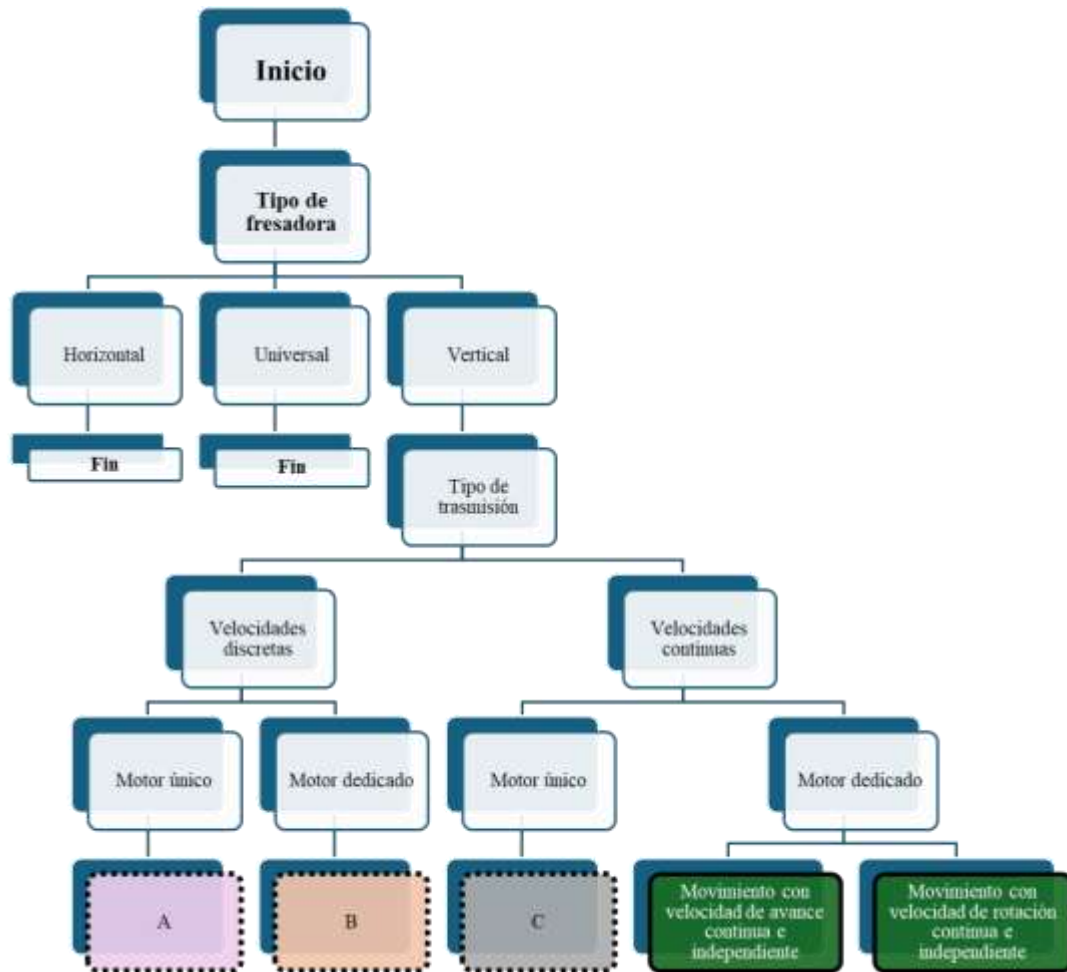 Inicio
Tipo de
fresadora
Horizontal
Universal
Vertical
Fin
Fin
Tipo de
trasmisión
Velocidades
discretas
Velocidades
continuas
Motor único
Motor dedicado
Motor único
Motor dedicado
A
B
C
Movimiento con
velocidad de avance
continua e
independiente
Movimiento con
velocidad de rotación
continua e
independiente